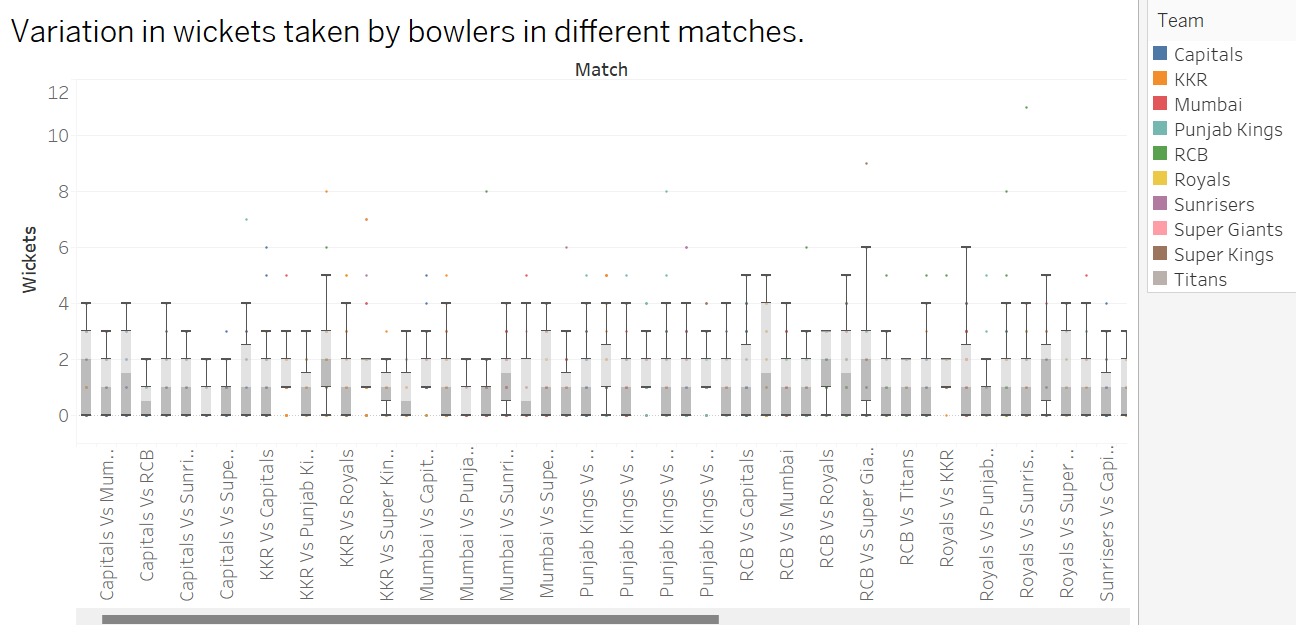 Variation in wickets taken by bowlers in different matches.
Match
Wickets
12
10
8
6
4
2
0
Capitals Vs Mum..
Capitals Vs RCB
Capitals Vs Sunri..
Capitals Vs Supe..
KKR Vs Capitals
KKR Vs Punjab Ki..
KKR Vs Royals
KKR Vs Super Kin..
Mumbai Vs Capit..
Mumbai Vs Punja..
Mumbai Vs Sunri..
Mumbai Vs Supe..
Punjab Kings Vs ..
Punjab Kings Vs ..
Punjab Kings Vs ..
Punjab Kings Vs ..
RCB Vs Capitals
RCB Vs Mumbai
RCB Vs Royals
RCB Vs Super Gia..
RCB Vs Titans
Royals Vs KKR
Royals Vs Punjab..
Royals Vs Sunris..
Royals Vs Super ..
Sunrisers Vs Capi..
Team
Capitals
KKR
Mumbai
Punjab Kings
RCB
Royals
Sunrisers
Super Giants
Super Kings
Titans